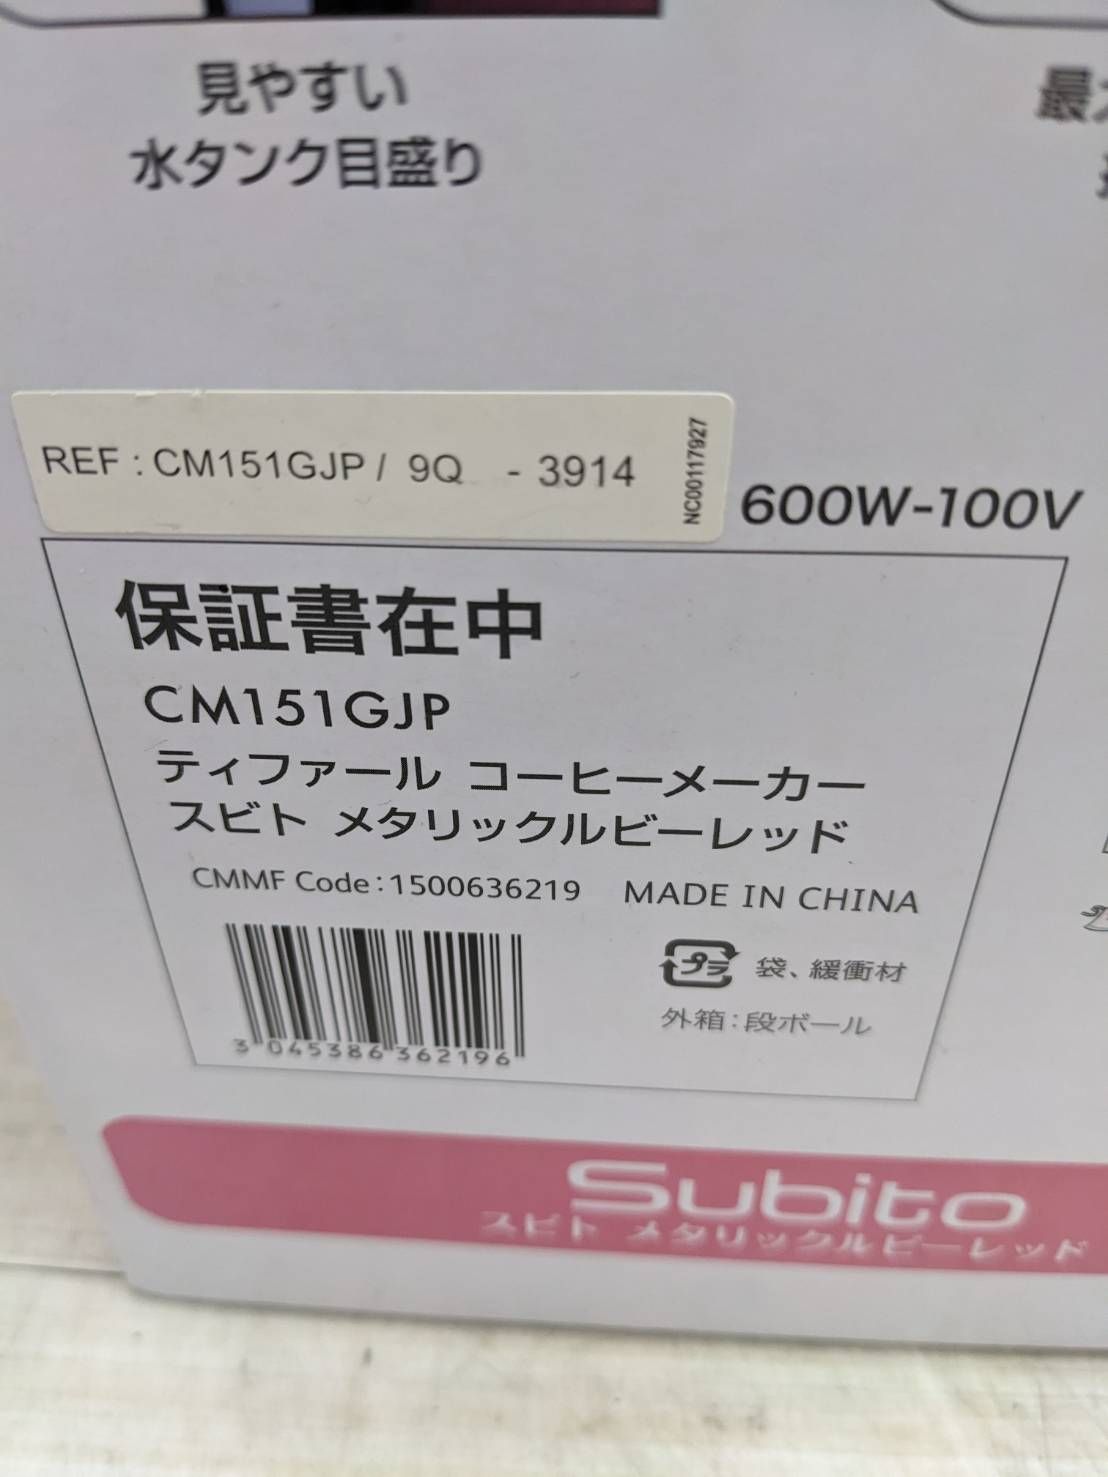 見やすい
水タンク目盛り
最
REF : CM151GJP / 9Q - 3914
NC00117927
600W-100V
保証書在中
CM151GJP
ティファール コーヒーメーカー
スビト メタリックルビーレッド
CMMF Code : 1500636219 MADE IN CHINA
プラ 袋、緩衝材
外箱：段ボール
3 045386 362196
Subito
スビト メタリックルビーレッド